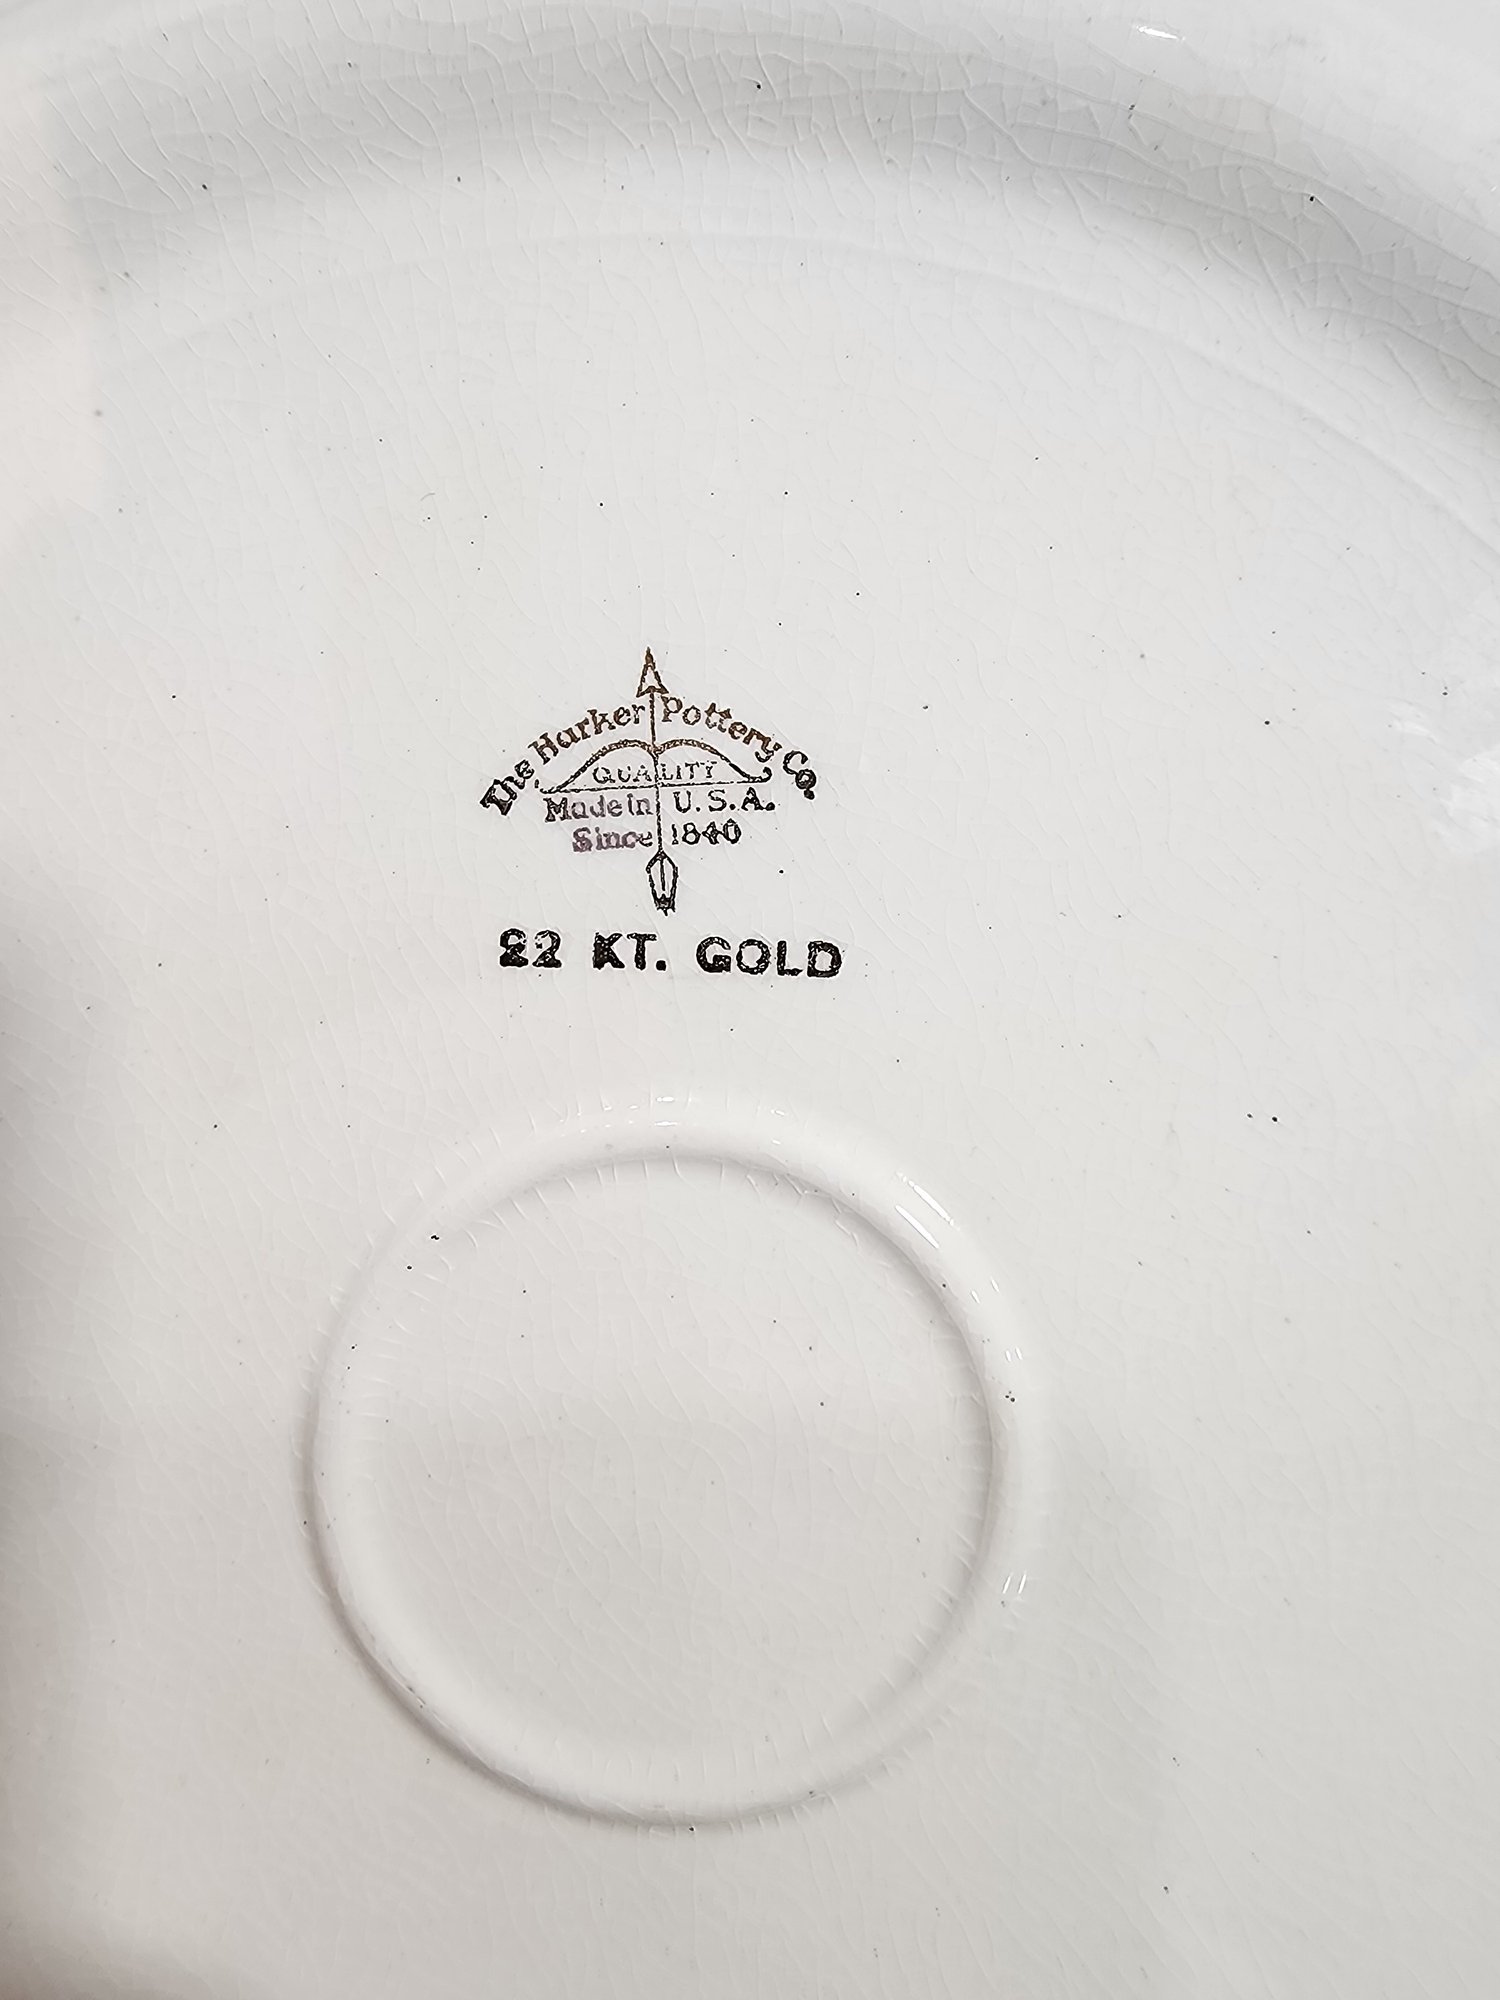 The Harker Pottery Co.
QUALITY
Made in U.S.A.
Since 1840
22 KT. GOLD